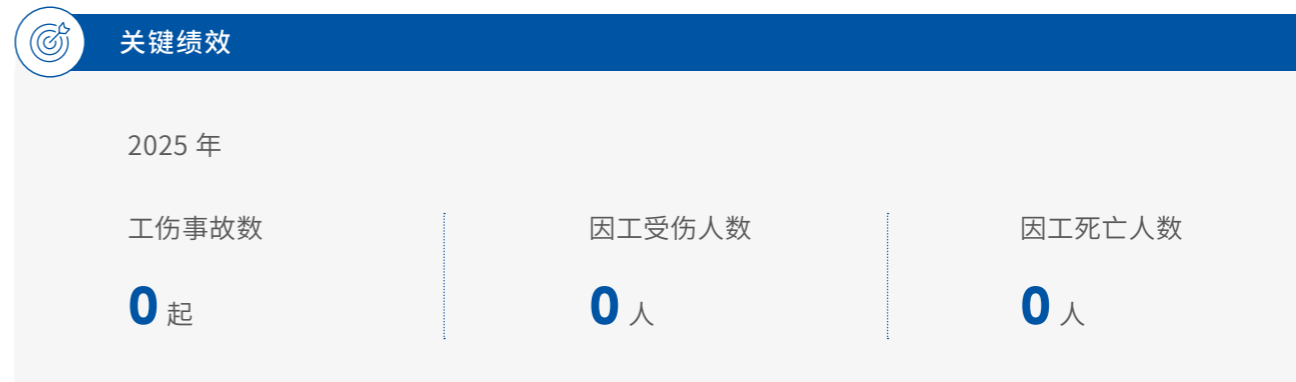 关键绩效
2025 年
工伤事故数
因工受伤人数
因工死亡人数
0 起
0 人
0 人